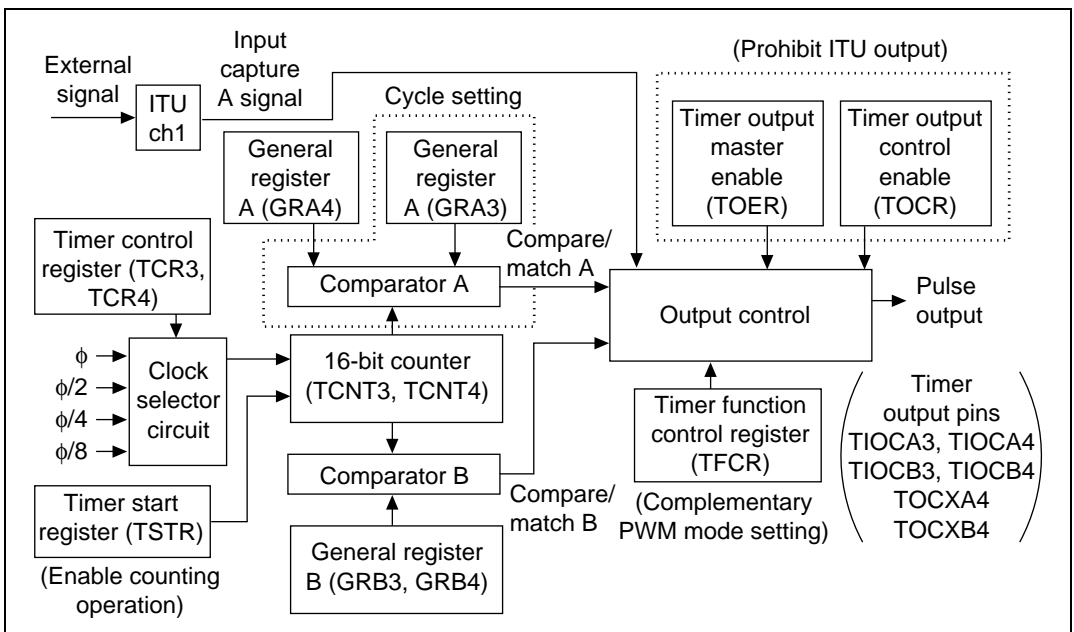 External
signal
ITU
ch1
Input
capture
A signal
Cycle setting
(Prohibit ITU output)
General
register
A (GRA4)
General
register
A (GRA3)
Timer output
master
enable
(TOER)
Timer output
control
enable
(TOCR)
Timer control
register (TCR3,
TCR4)
Comparator A
Compare/
match A
Output control
Pulse
output
ϕ
ϕ/2
ϕ/4
ϕ/8
Clock
selector
circuit
16-bit counter
(TCNT3, TCNT4)
Timer function
control register
(TFCR)
(Complementary
PWM mode setting)
Timer
output pins
TIOCA3, TIOCA4
TIOCB3, TIOCB4
TOCXA4
TOCXB4
Comparator B
Compare/
match B
Timer start
register (TSTR)
(Enable counting
operation)
General register
B (GRB3, GRB4)